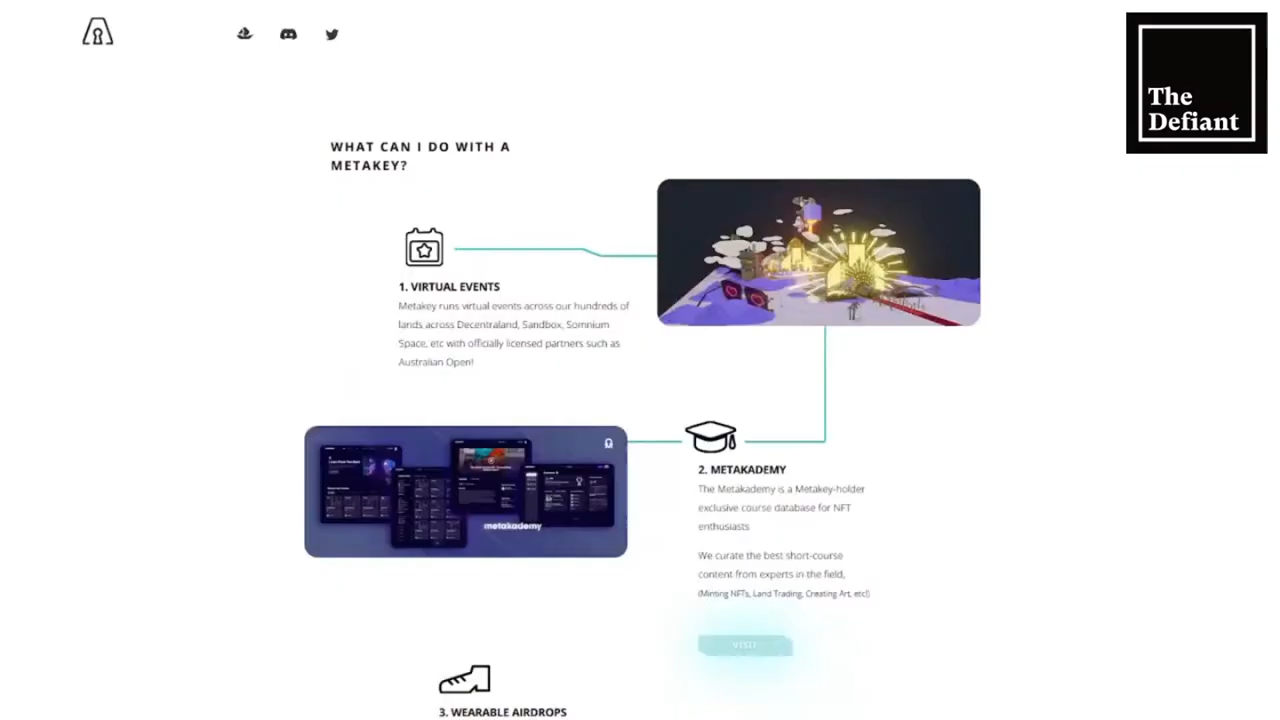 The
Defiant
WHAT CAN I DO WITH A
METAKEY?
1. VIRTUAL EVENTS
Metakey runs virtual events across our hundreds of
lands across Decentraland, Sandbox, Somnium
Space, etc with officially licensed partners such as
Australian Open!
metakademy
2. METAKADEMY
The Metakademy is a Metakey-holder
exclusive course database for NFT
enthusiasts
We curate the best short-course
content from experts in the field,
(Minting NFTs, Land Trading, Creating Art, etc!)
VISIT
3. WEARABLE AIRDROPS